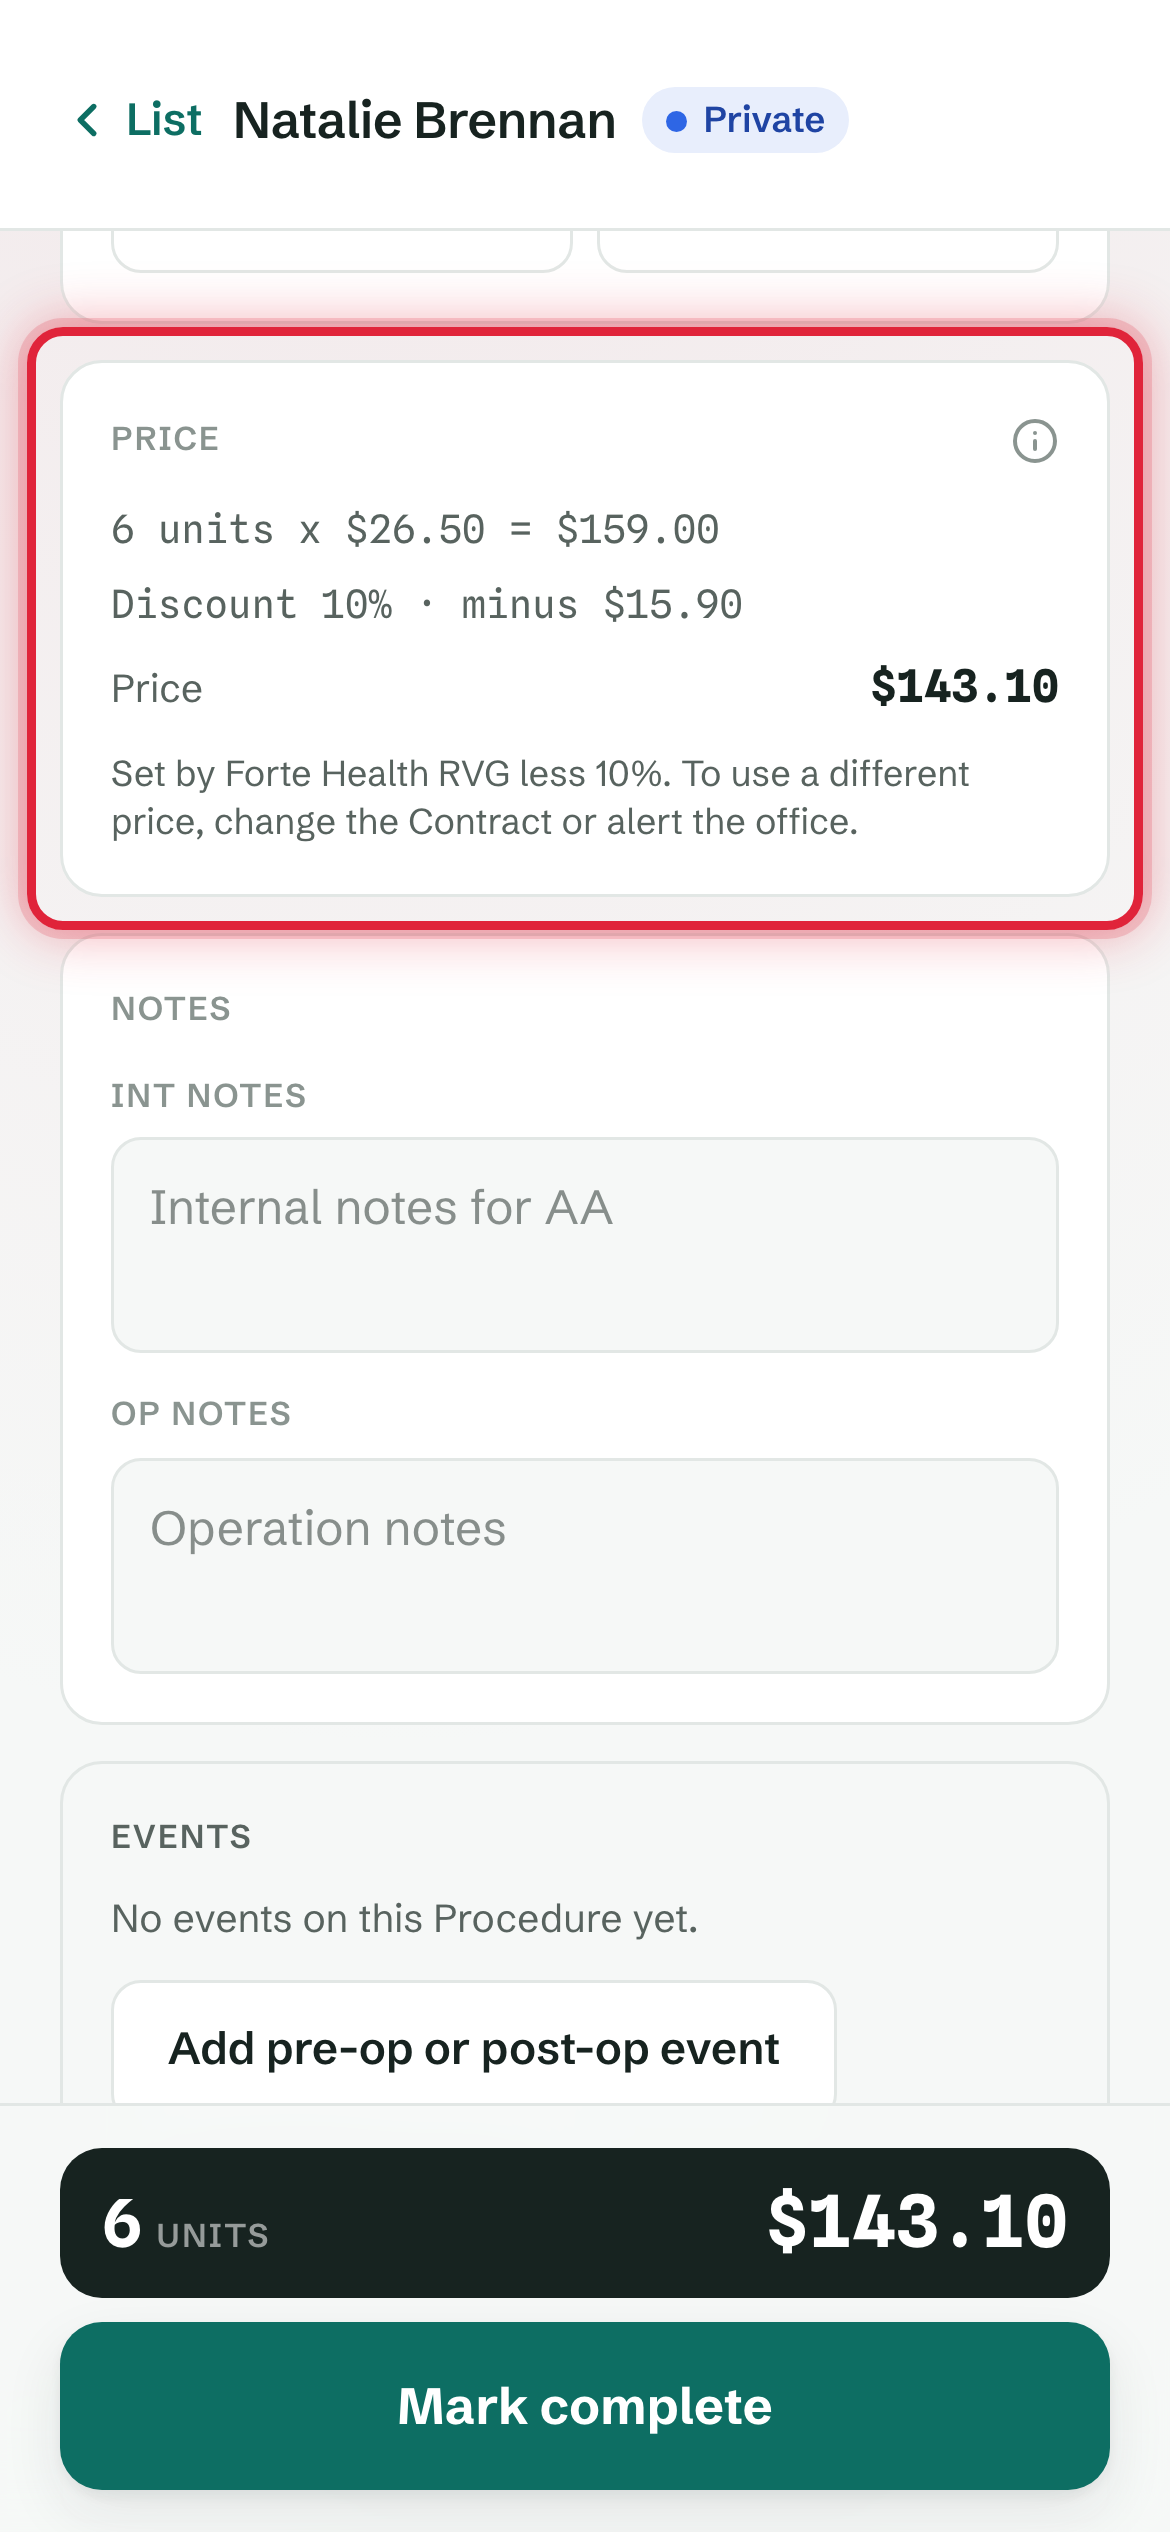 List Natalie Brennan Private
PRICE
6 units x $26.50 = $159.00
Discount 10% · minus $15.90
Price $143.10
Set by Forte Health RVG less 10%. To use a different
price, change the Contract or alert the office.
NOTES
INT NOTES
Internal notes for AA
OP NOTES
Operation notes
EVENTS
No events on this Procedure yet.
Add pre-op or post-op event
6 UNITS $143.10
Mark complete